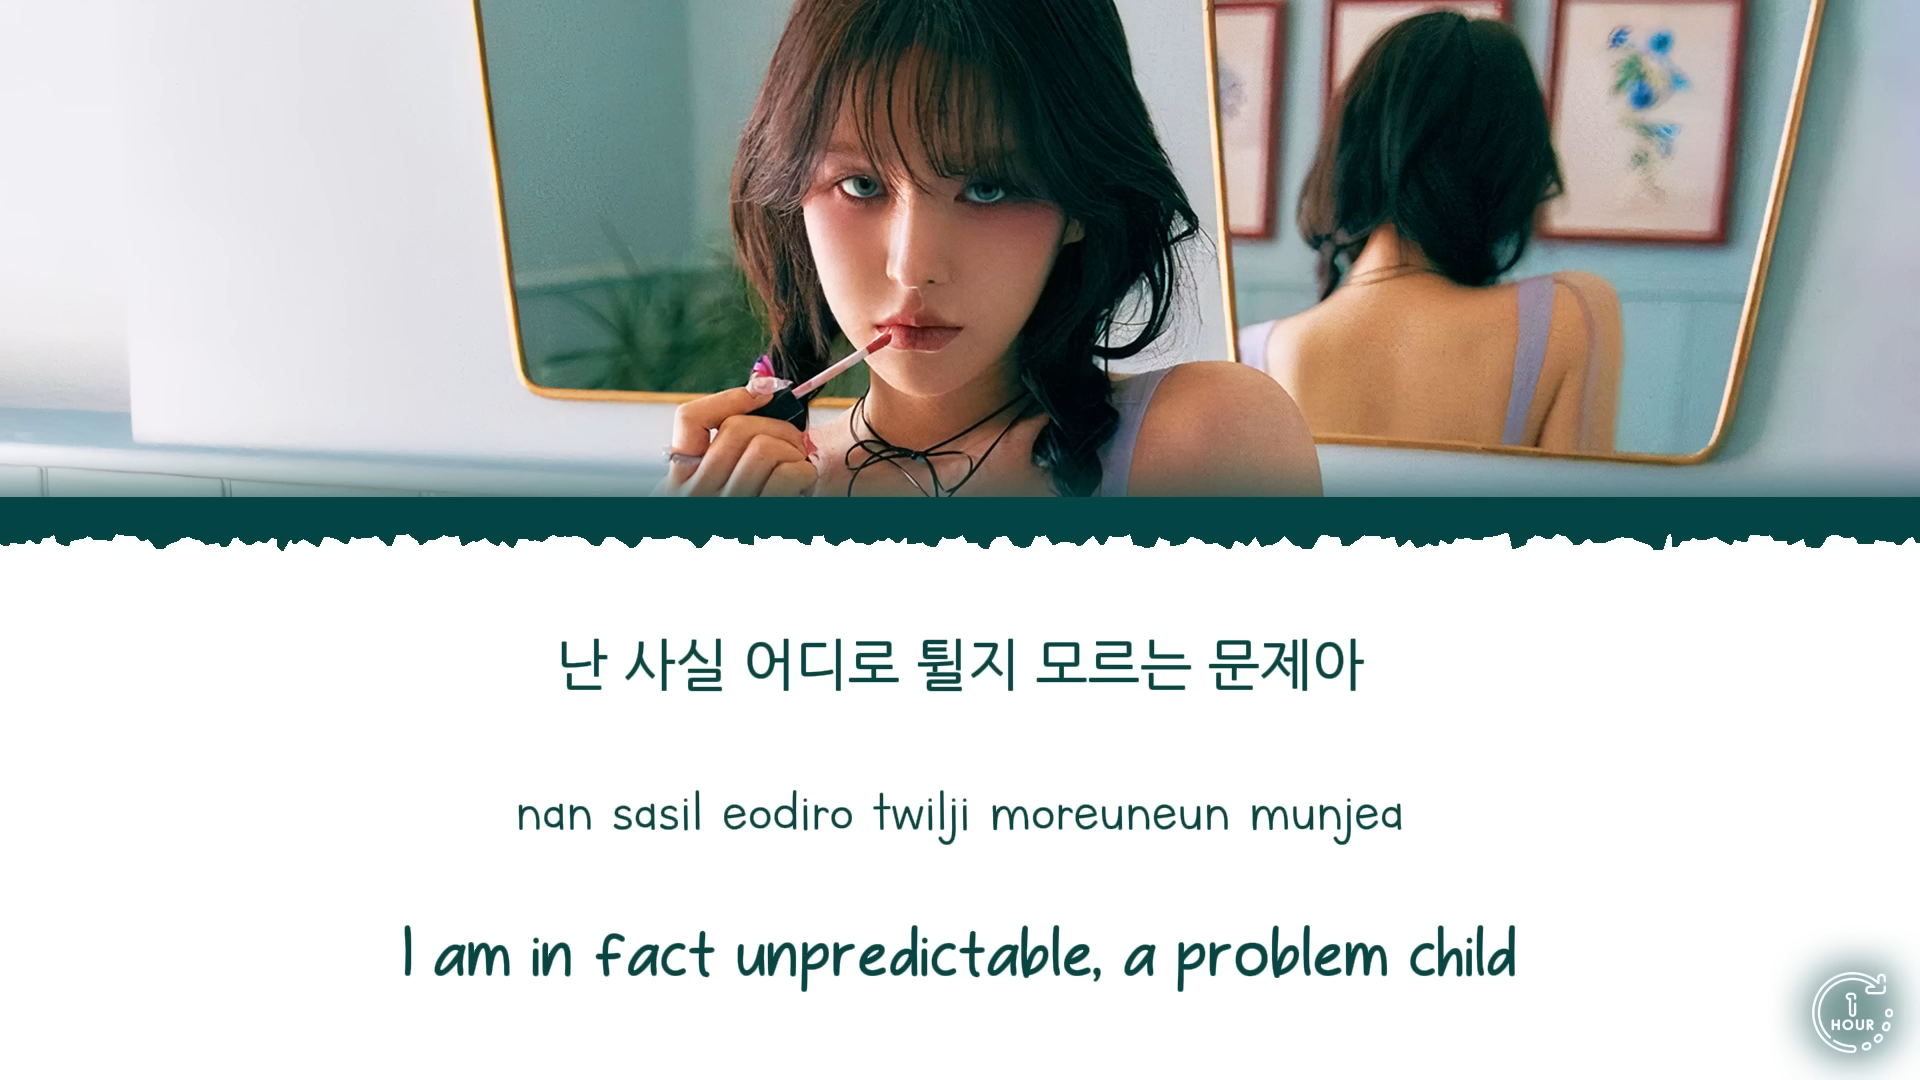 난 사실 어디로 튈지 모르는 문제아
nan sasil eodiro twilji moreuneun munjea
I am in fact unpredictable, a problem child
1
HOUR